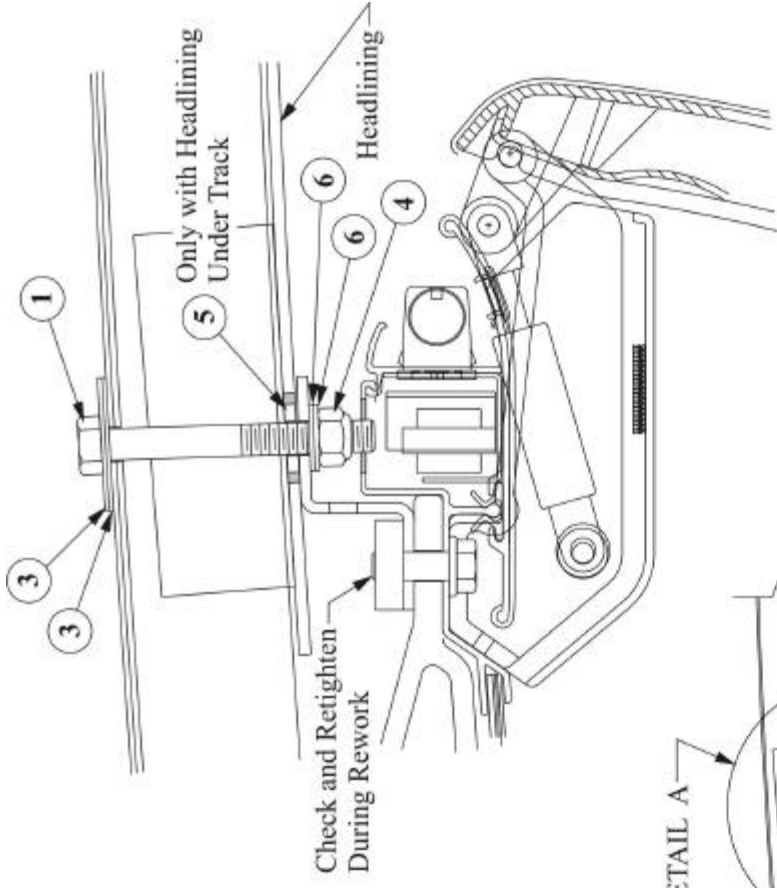 1
3
3
Only with Headlining
Under Track
Headlining
5
6
6
4
Check and Retighten
During Rework
ETAIL A